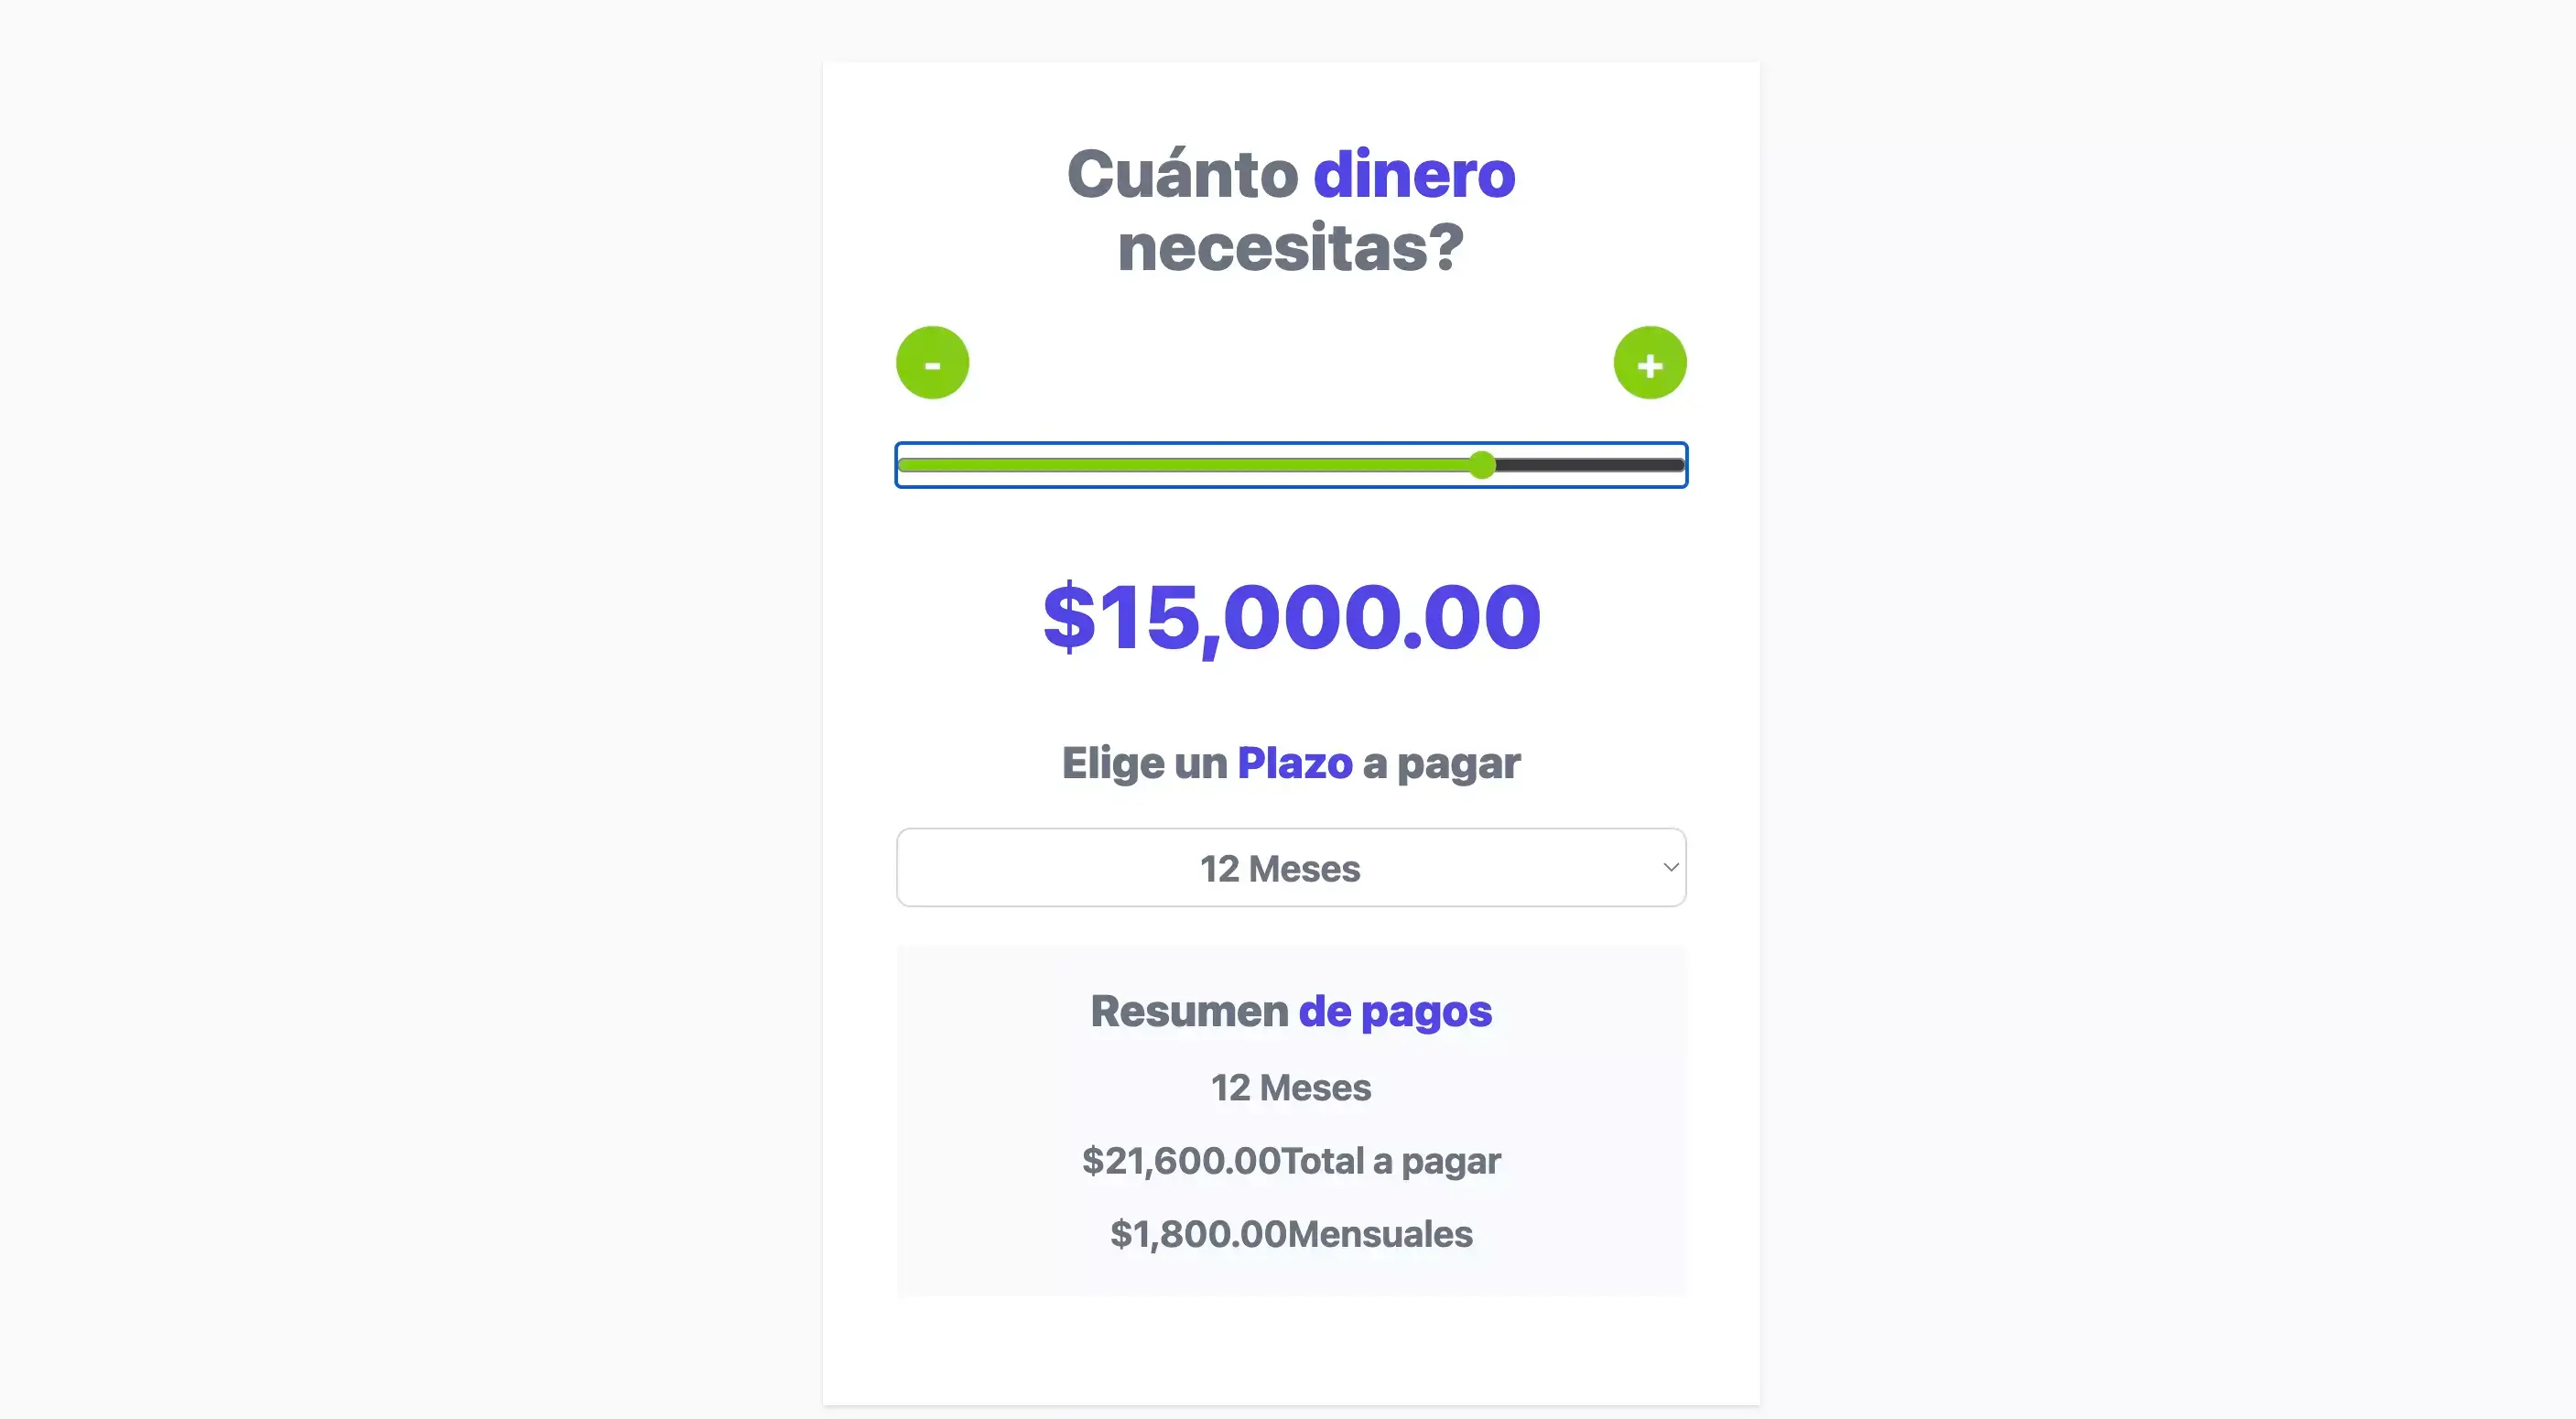 Cuánto dinero
necesitas?
- +
$15,000.00
Elige un Plazo a pagar
12 Meses
Resumen de pagos
12 Meses
$21,600.00Total a pagar
$1,800.00Mensuales